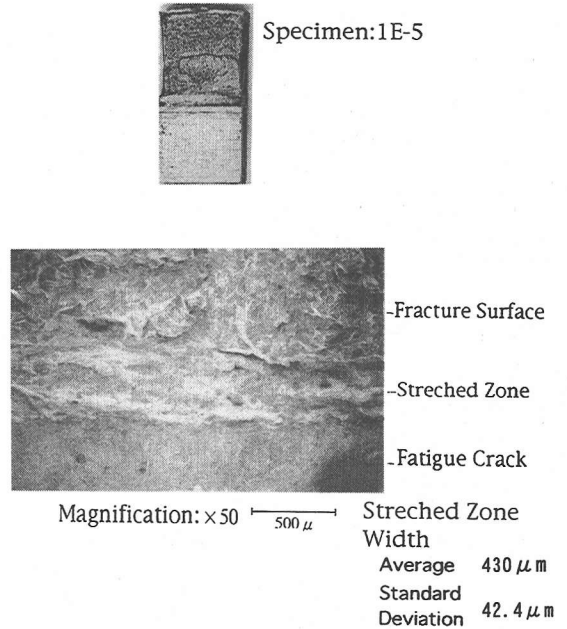 Specimen:1E-5
-Fracture Surface
--Streched Zone
-Fatigue Crack
Magnification: ×50
500 μ
Streched Zone
Width
Average 430 μm
Standard
Deviation 42.4 μm